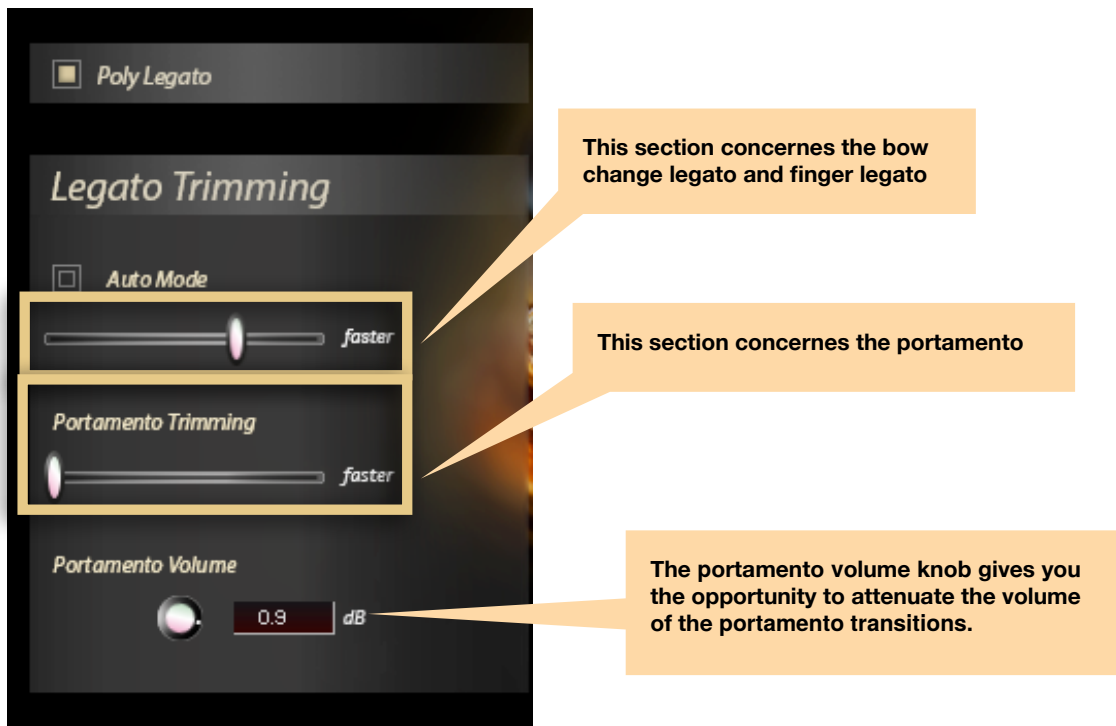 Poly Legato
This section concernes the bow
change legato and finger legato
Legato Trimming
Auto Mode
faster
This section concernes the portamento
Portamento Trimming
faster
Portamento Volume
0.9 dB
The portamento volume knob gives you
the opportunity to attenuate the volume
of the portamento transitions.